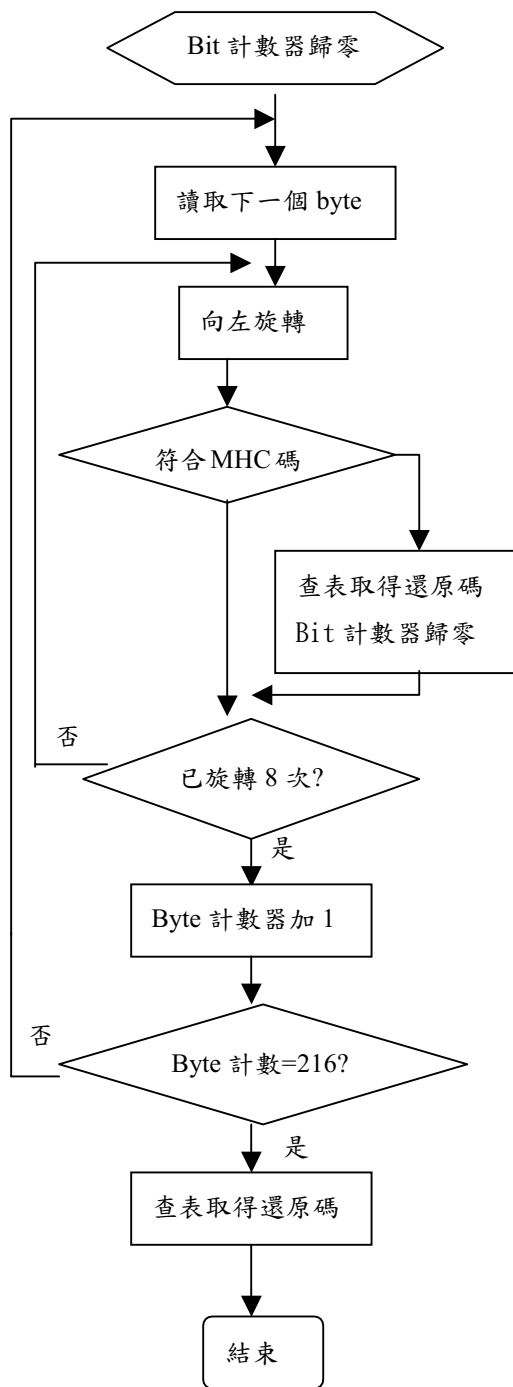 Bit 計數器歸零
讀取下一個 byte
向左旋轉
符合 MHC 碼
查表取得還原碼
Bit 計數器歸零
否
已旋轉 8 次?
是
Byte 計數器加 1
否
Byte 計數=216?
是
查表取得還原碼
結束